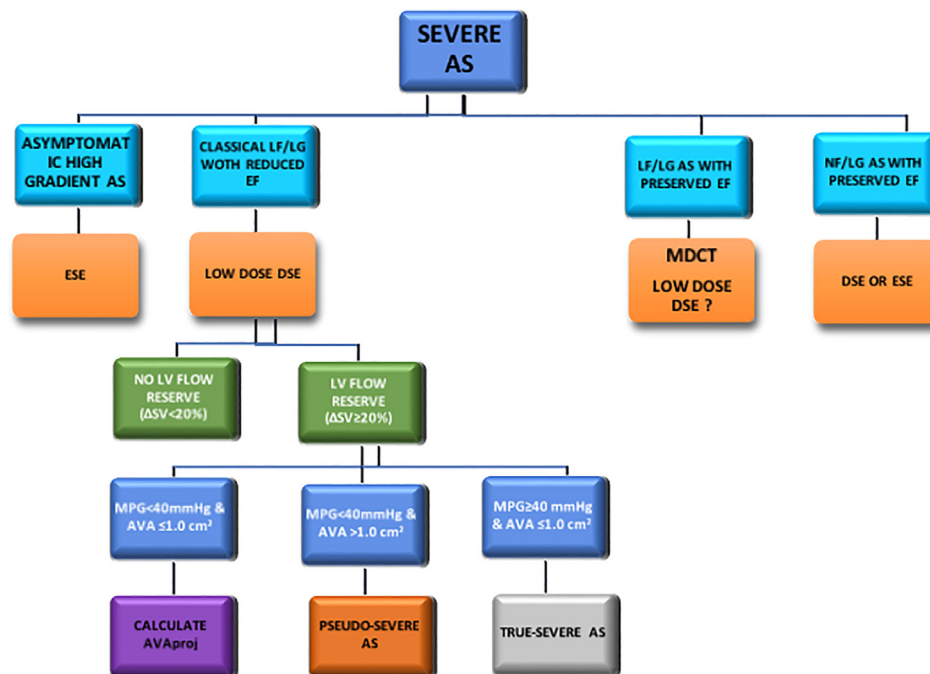 SEVERE
AS
ASYMPTOMAT
IC HIGH
GRADIENT AS
CLASSICAL LF/LG
WOTH REDUCED
EF
LF/LG AS WITH
PRESERVED EF
NF/LG AS WITH
PRESERVED EF
ESE
LOW DOSE DSE
MDCT
LOW DOSE
DSE ?
DSE OR ESE
NO LV FLOW
RESERVE
(ΔSV<20%)
LV FLOW
RESERVE
(ΔSV≥20%)
MPG<40mmHg &
AVA ≤1.0 cm²
MPG<40mmHg &
AVA >1.0 cm²
MPG≥40 mmHg
& AVA ≤1.0 cm²
CALCULATE
AVAproj
PSEUDO-SEVERE
AS
TRUE-SEVERE AS